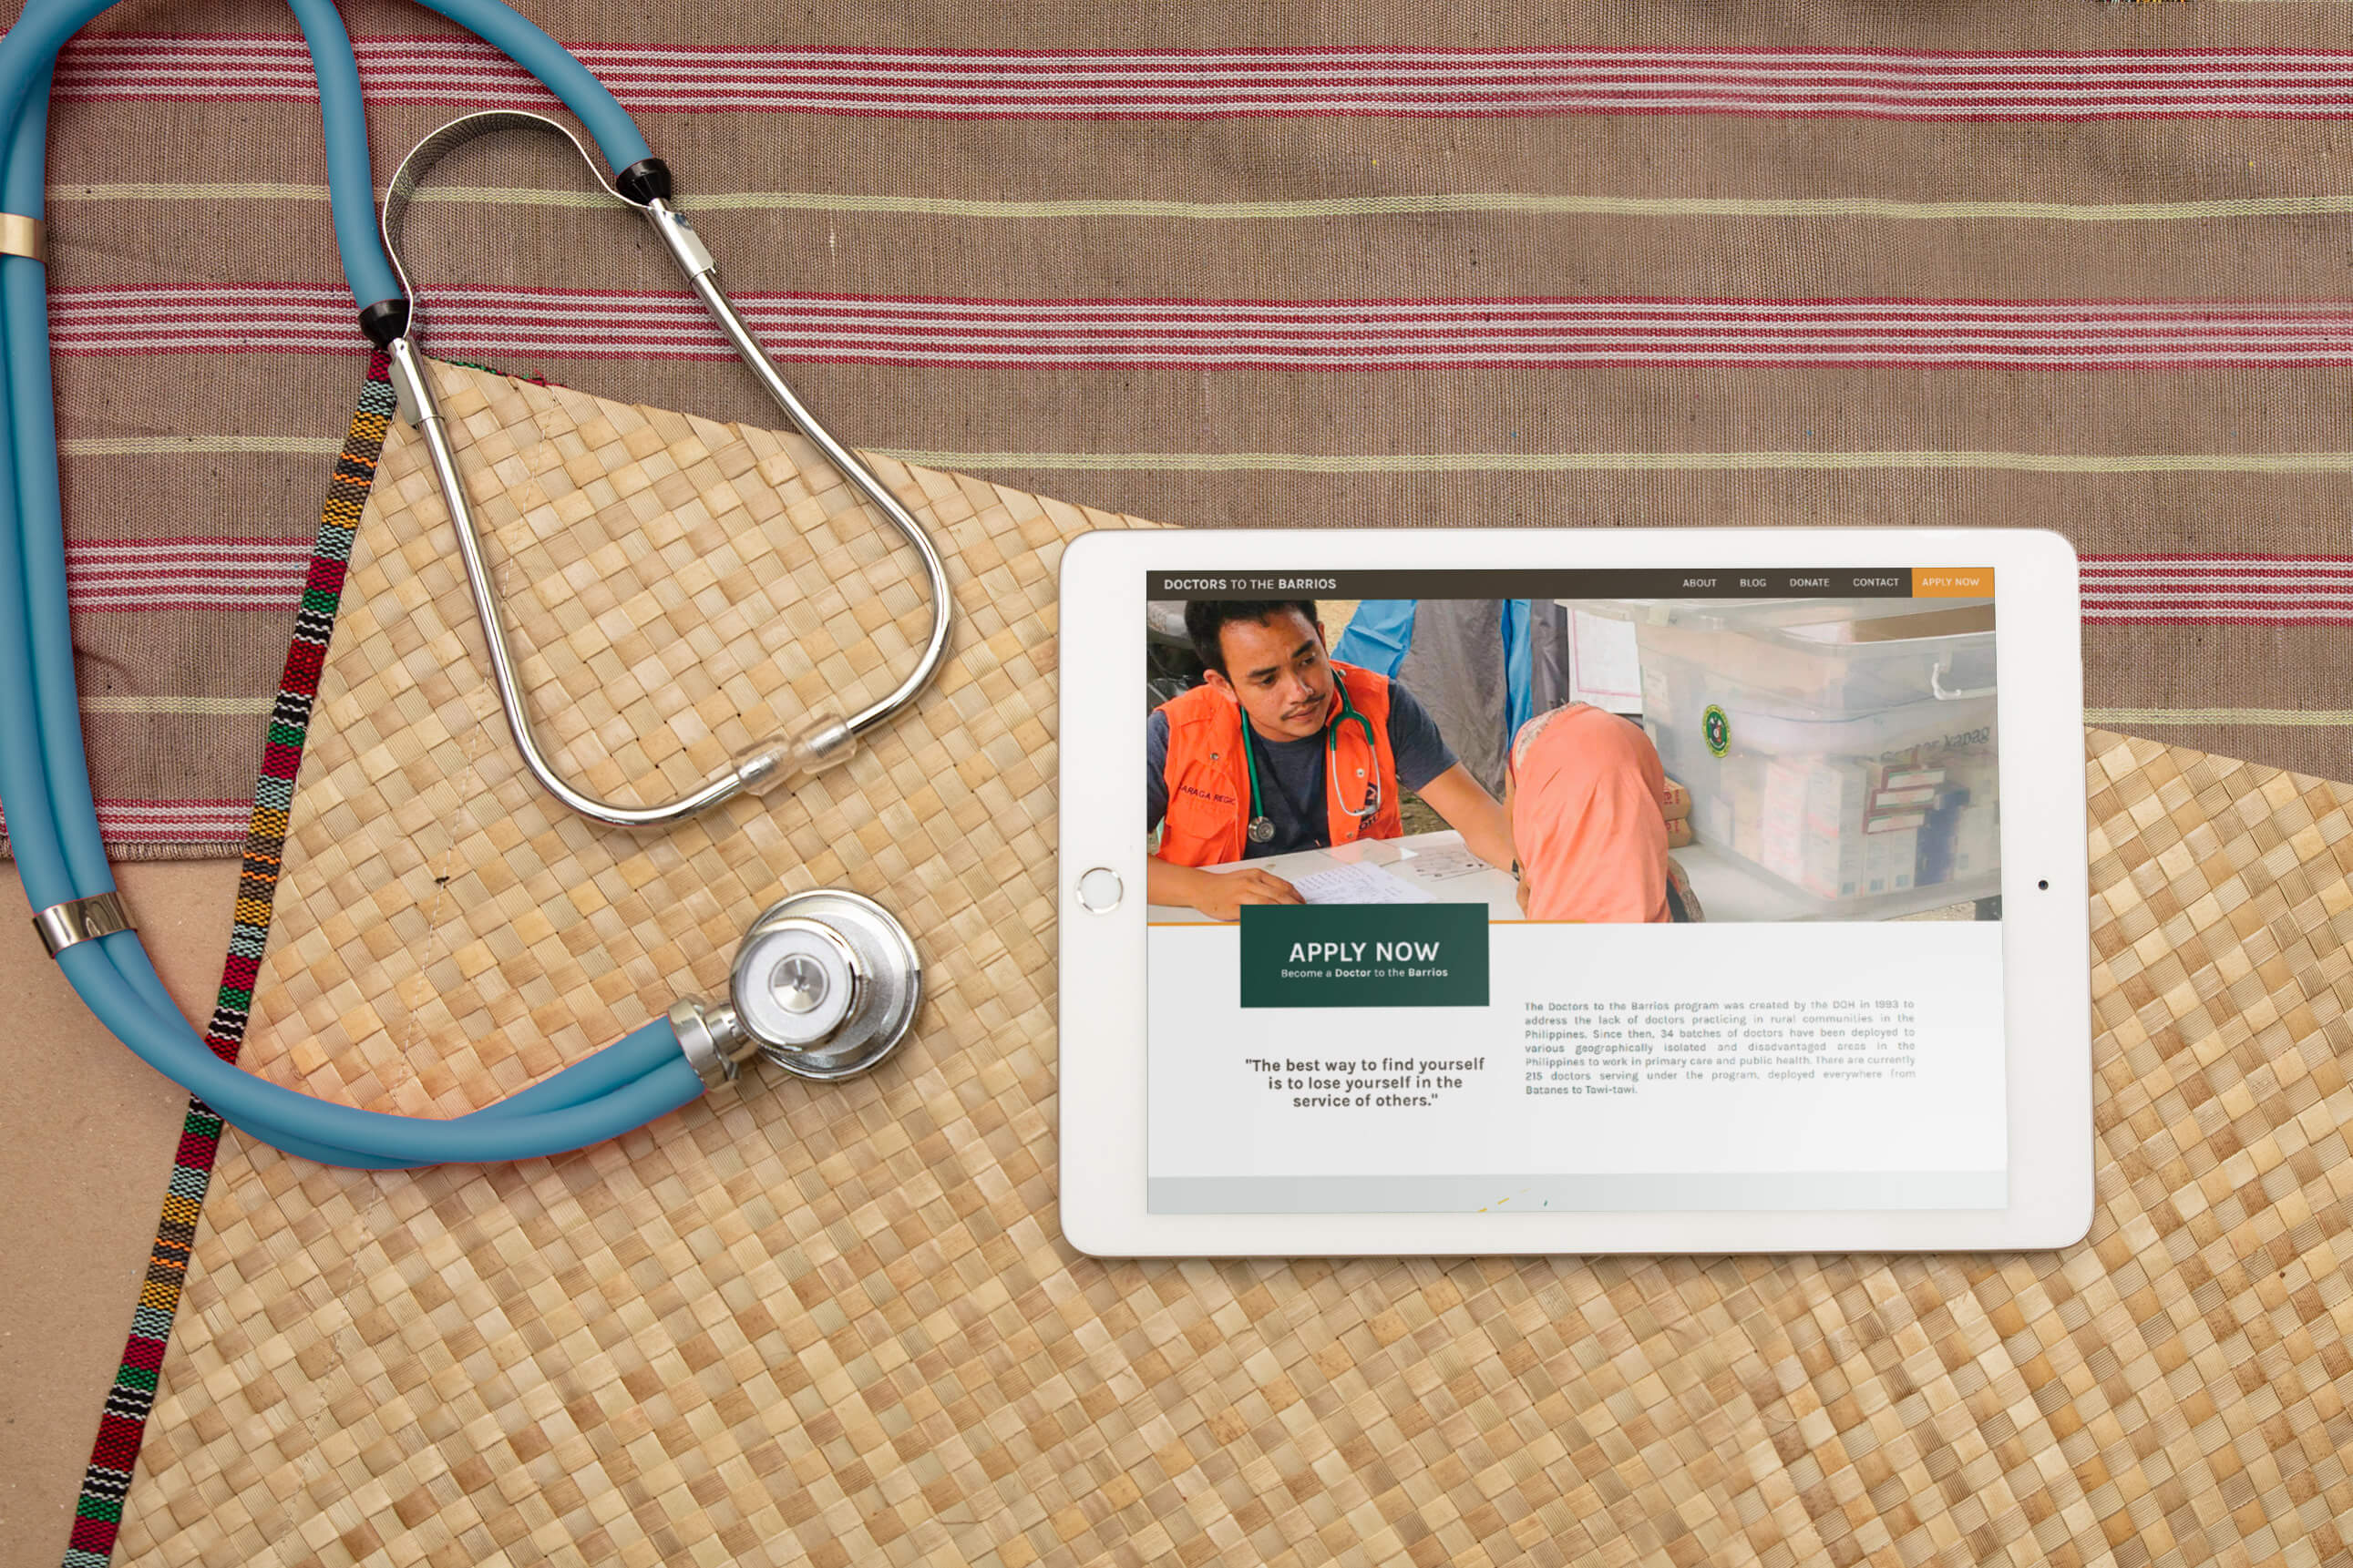 DOCTORS TO THE BARRIOS
ABOUT BLOG DONATE CONTACT APPLY NOW
CARAGA REGIO
APPLY NOW
Become a Doctor to the Barrios
"The best way to find yourself
is to lose yourself in the
service of others."
The Doctors to the Barrios program was created by the DOH in 1993 to
address the lack of doctors practicing in rural communities in the
Philippines. Since then, 34 batches of doctors have been deployed to
various geographically isolated and disadvantaged areas in the
Philippines to work in primary care and public health. There are currently
215 doctors serving under the program, deployed everywhere from
Batanes to Tawi-tawi.